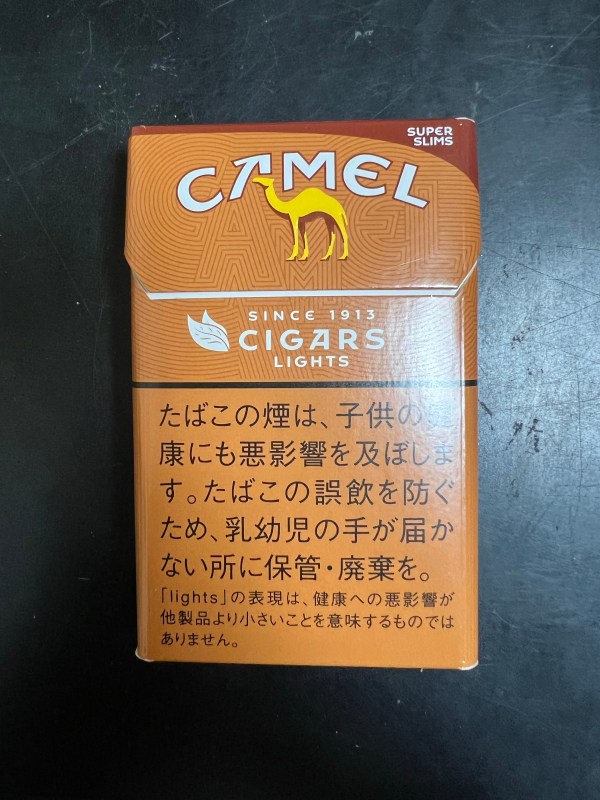 SUPER
SLIMS
CAMEL
SINCE 1913
CIGARS
LIGHTS
たばこの煙は、子供の健
康にも悪影響を及ぼしま
す。たばこの誤飲を防ぐ
ため、乳幼児の手が届か
ない所に保管・廃棄を。
「lights」の表現は、健康への悪影響が
他製品より小さいことを意味するものでは
ありません。